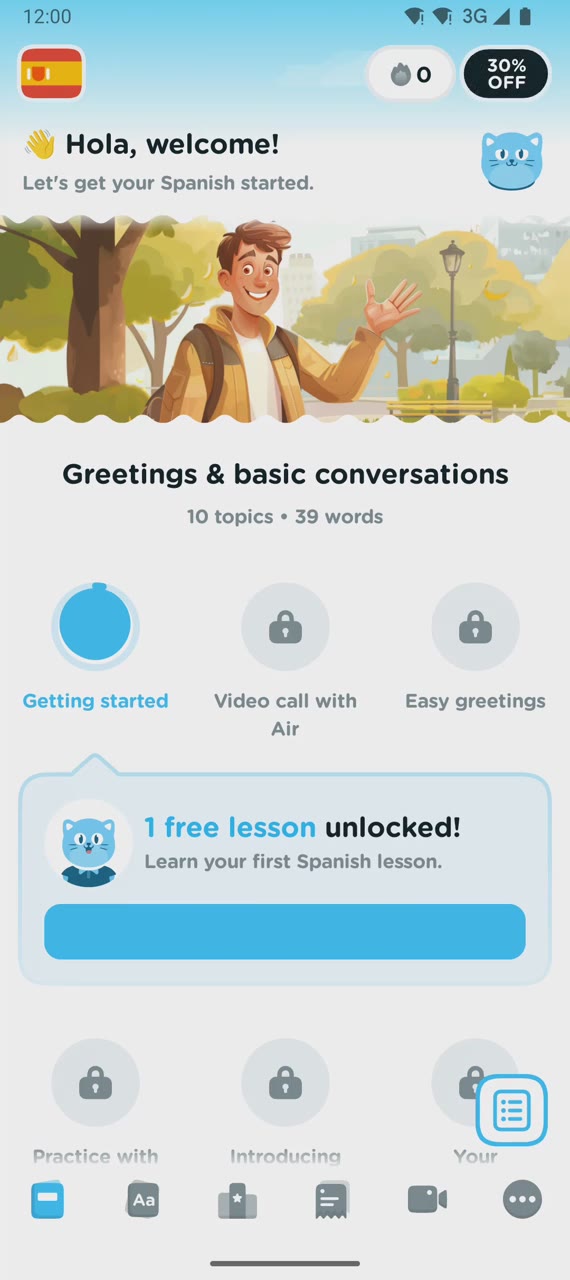 12:00
3G
0
30%
OFF
👋 Hola, welcome!
Let's get your Spanish started.
Greetings & basic conversations
10 topics • 39 words
Getting started
Video call with
Air
Easy greetings
1 free lesson unlocked!
Learn your first Spanish lesson.
Practice with
Introducing
Your
Aa